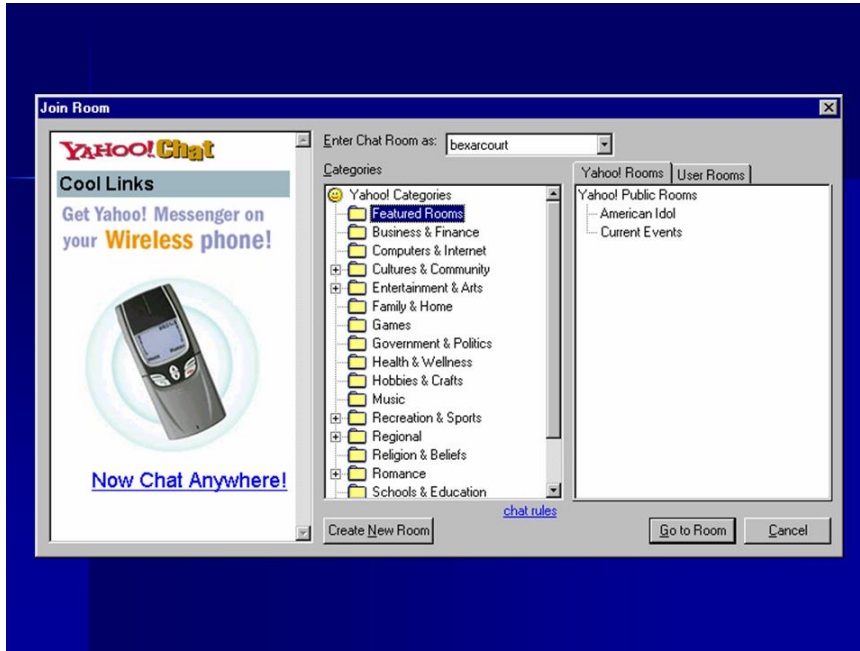 Join Room
YAHOO! Chat
Cool Links
Get Yahoo! Messenger on
your Wireless phone!
Now Chat Anywhere!
Enter Chat Room as: bexarcourt
Categories
Yahoo! Categories
Featured Rooms
Business & Finance
Computers & Internet
Cultures & Community
Entertainment & Arts
Family & Home
Games
Government & Politics
Health & Wellness
Hobbies & Crafts
Music
Recreation & Sports
Regional
Religion & Beliefs
Romance
Schools & Education
chat rules
Yahoo! Rooms User Rooms
Yahoo! Public Rooms
American Idol
Current Events
Create New Room Go to Room Cancel